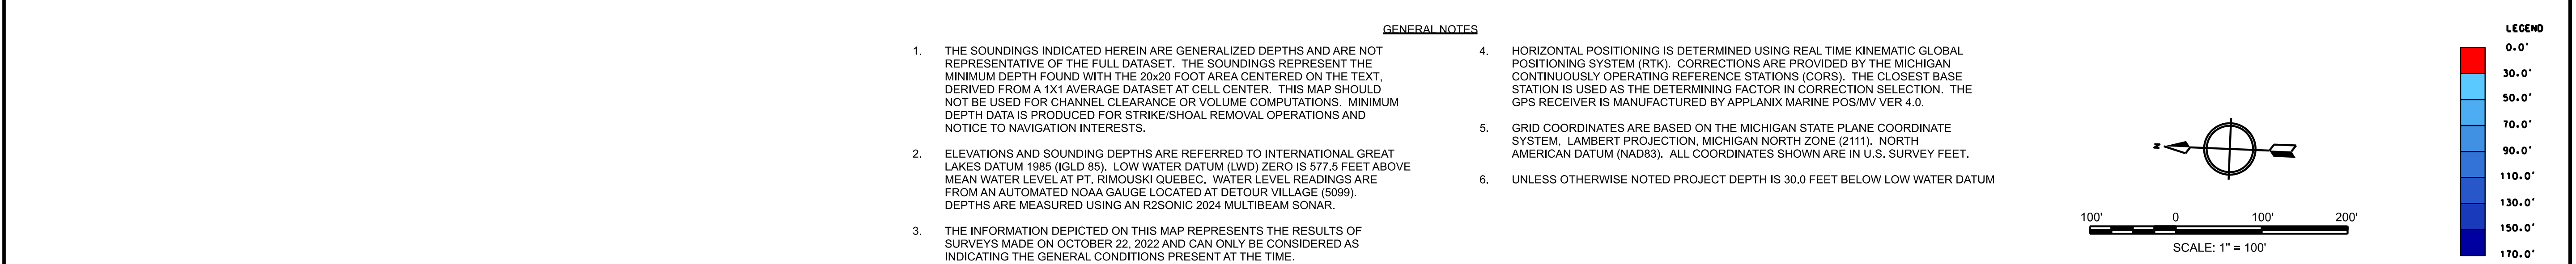 GENERAL NOTES
1. THE SOUNDINGS INDICATED HEREIN ARE GENERALIZED DEPTHS AND ARE NOT
REPRESENTATIVE OF THE FULL DATASET. THE SOUNDINGS REPRESENT THE
MINIMUM DEPTH FOUND WITH THE 20x20 FOOT AREA CENTERED ON THE TEXT,
DERIVED FROM A 1X1 AVERAGE DATASET AT CELL CENTER. THIS MAP SHOULD
NOT BE USED FOR CHANNEL CLEARANCE OR VOLUME COMPUTATIONS. MINIMUM
DEPTH DATA IS PRODUCED FOR STRIKE/SHOAL REMOVAL OPERATIONS AND
NOTICE TO NAVIGATION INTERESTS.
2. ELEVATIONS AND SOUNDING DEPTHS ARE REFERRED TO INTERNATIONAL GREAT
LAKES DATUM 1985 (IGLD 85). LOW WATER DATUM (LWD) ZERO IS 577.5 FEET ABOVE
MEAN WATER LEVEL AT PT. RIMOUSKI QUEBEC. WATER LEVEL READINGS ARE
FROM AN AUTOMATED NOAA GAUGE LOCATED AT DETOUR VILLAGE (5099).
DEPTHS ARE MEASURED USING AN R2SONIC 2024 MULTIBEAM SONAR.
3. THE INFORMATION DEPICTED ON THIS MAP REPRESENTS THE RESULTS OF
SURVEYS MADE ON OCTOBER 22, 2022 AND CAN ONLY BE CONSIDERED AS
INDICATING THE GENERAL CONDITIONS PRESENT AT THE TIME.
4. HORIZONTAL POSITIONING IS DETERMINED USING REAL TIME KINEMATIC GLOBAL
POSITIONING SYSTEM (RTK). CORRECTIONS ARE PROVIDED BY THE MICHIGAN
CONTINUOUSLY OPERATING REFERENCE STATIONS (CORS). THE CLOSEST BASE
STATION IS USED AS THE DETERMINING FACTOR IN CORRECTION SELECTION. THE
GPS RECEIVER IS MANUFACTURED BY APPLANIX MARINE POS/MV VER 4.0.
5. GRID COORDINATES ARE BASED ON THE MICHIGAN STATE PLANE COORDINATE
SYSTEM, LAMBERT PROJECTION, MICHIGAN NORTH ZONE (2111). NORTH
AMERICAN DATUM (NAD83). ALL COORDINATES SHOWN ARE IN U.S. SURVEY FEET.
6. UNLESS OTHERWISE NOTED PROJECT DEPTH IS 30.0 FEET BELOW LOW WATER DATUM
N
100' 0 100' 200'
SCALE: 1" = 100'
LEGEND
0.0'
30.0'
50.0'
70.0'
90.0'
110.0'
130.0'
150.0'
170.0'